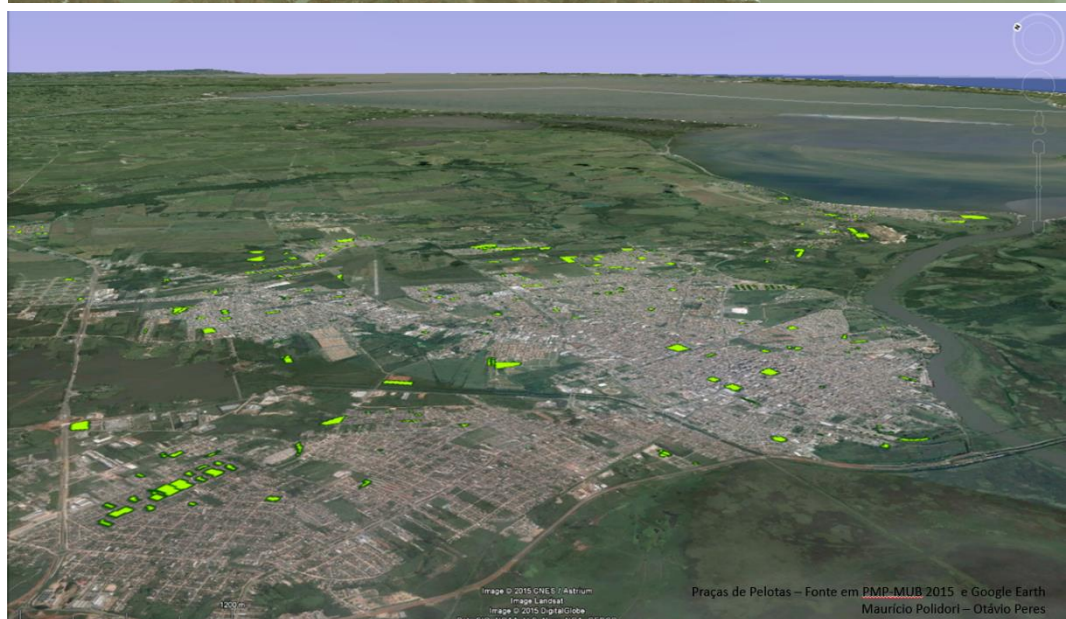 1200 m
Image © 2015 CNES / Astrium
Image Landsat
Image © 2015 DigitalGlobe
Praças de Pelotas – Fonte em PMP-MUB 2015 e Google Earth
Maurício Polidori – Otávio Peres